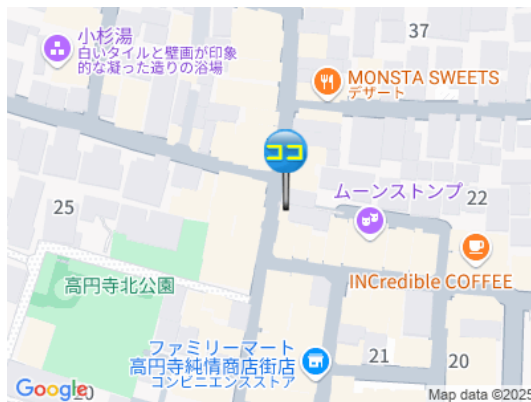 小杉湯
白いタイルと壁画が印象
的な凝った造りの浴場
37
MONSTA SWEETS
デザート
ココ
ムーンストンプ
22
25
INCredible COFFEE
高円寺北公園
ファミリーマート
高円寺純情商店街店
コンビニエンスストア
21
20
Google
Map data ©2025